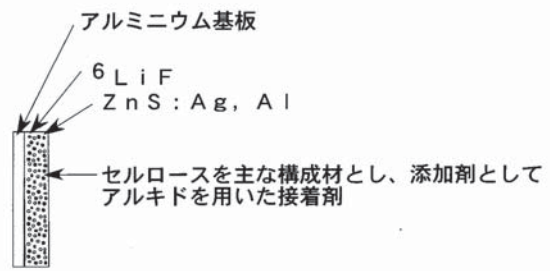 アルミニウム基板
⁶LiF
ZnS:Ag, Al
セルロースを主な構成材とし、添加剤として
アルキドを用いた接着剤